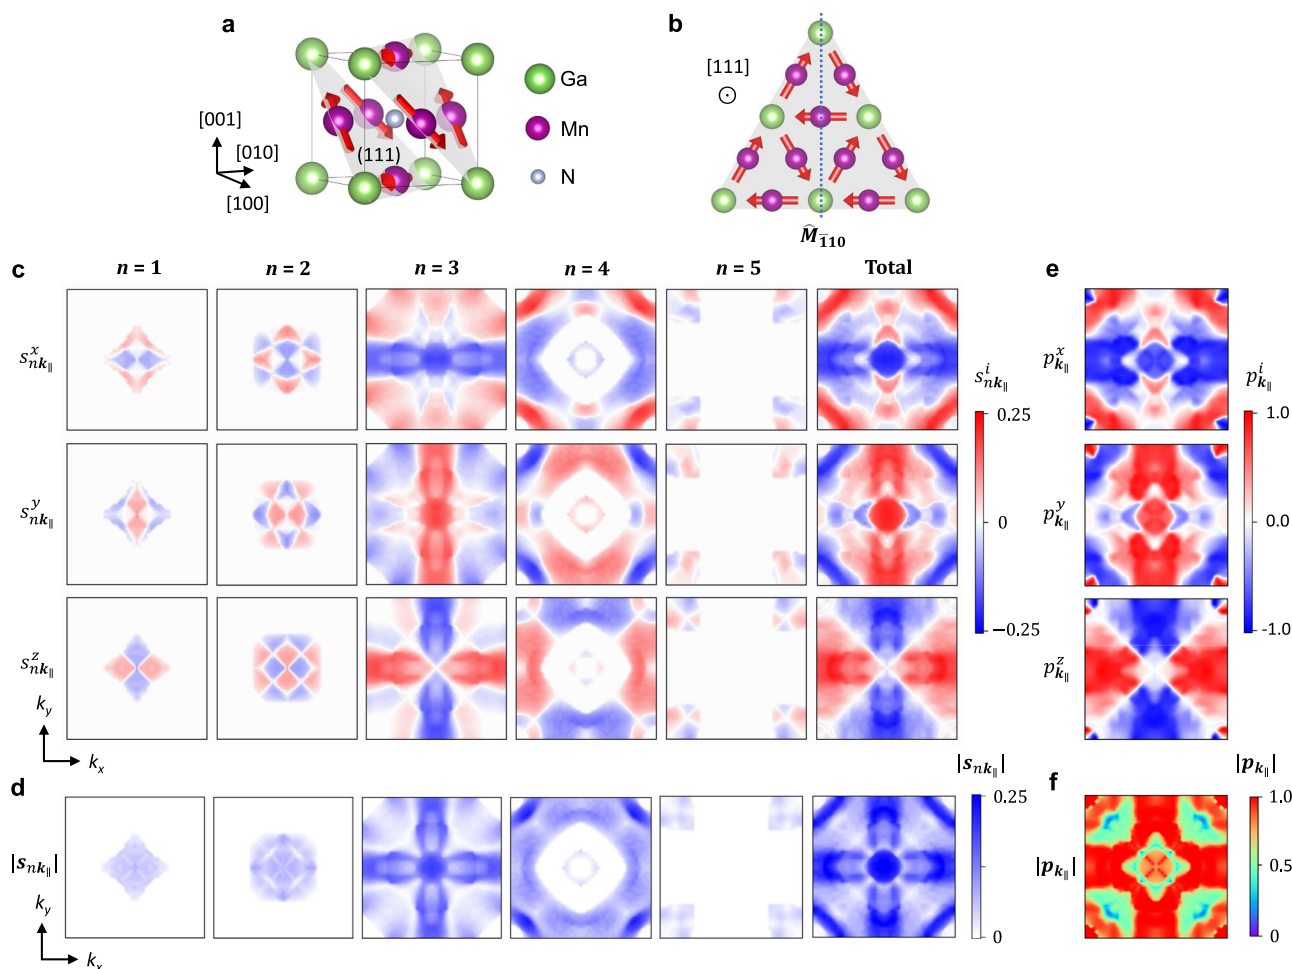 a
b
Ga
Mn
N
[001]
[010]
[100]
(111)
[111]
M̂_1̄10
c
n = 1
n = 2
n = 3
n = 4
n = 5
Total
e
s^x_{nk∥}
s^i_{nk∥}
0.25
0
−0.25
p^x_{k∥}
p^i_{k∥}
1.0
0.0
-1.0
s^y_{nk∥}
p^y_{k∥}
s^z_{nk∥}
p^z_{k∥}
k_y
k_x
d
|s_{nk∥}|
f
|p_{k∥}|
|s_{nk∥}|
0.25
0
|p_{k∥}|
1.0
0.5
0
k_y
k_x